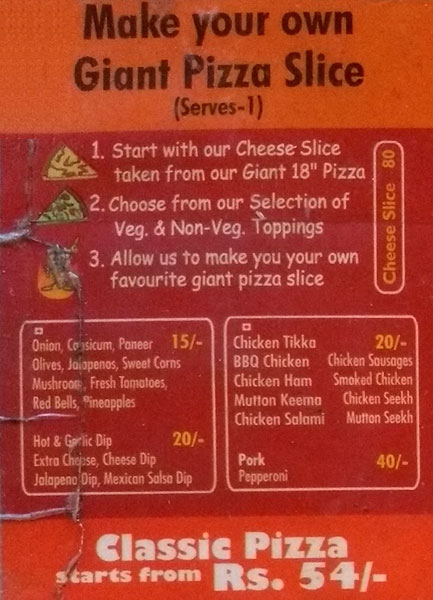 Make your own
Giant Pizza Slice
(Serves-1)
1. Start with our Cheese Slice
taken from our Giant 18" Pizza
2. Choose from our Selection of
Veg. & Non-Veg. Toppings
3. Allow us to make you your own
favourite giant pizza slice
Cheese Slice 80
Onion, Capsicum, Paneer 15/-
Olives, Jalapenos, Sweet Corns
Mushroom, Fresh Tomatoes,
Red Bells, Pineapples
Hot & Garlic Dip 20/-
Extra Cheese, Cheese Dip
Jalapeno Dip, Mexican Salsa Dip
Chicken Tikka 20/-
BBQ Chicken Chicken Sausages
Chicken Ham Smoked Chicken
Mutton Keema Chicken Seekh
Chicken Salami Mutton Seekh
Pork 40/-
Pepperoni
Classic Pizza
starts from Rs. 54/-